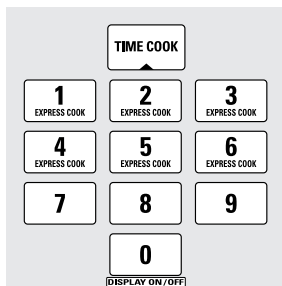 TIME COOK
1 2 3
EXPRESS COOK EXPRESS COOK EXPRESS COOK
4 5 6
EXPRESS COOK EXPRESS COOK EXPRESS COOK
7 8 9
0
DISPLAY ON/OFF